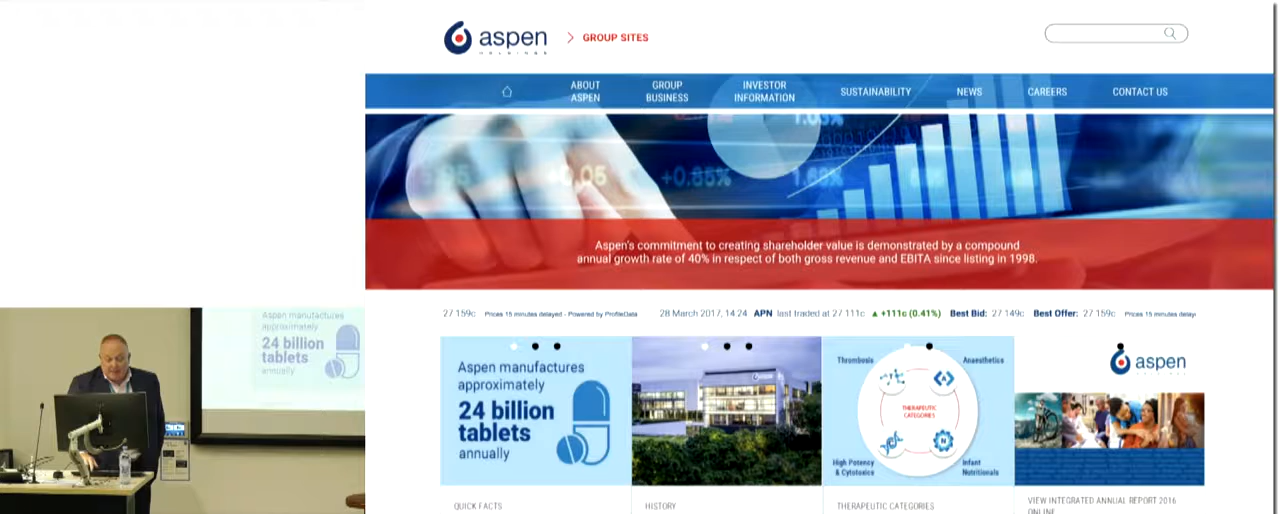 aspen
HOLDINGS
GROUP SITES
ABOUT
ASPEN
GROUP
BUSINESS
INVESTOR
INFORMATION
SUSTAINABILITY
NEWS
CAREERS
CONTACT US
+0.85%
Aspen's commitment to creating shareholder value is demonstrated by a compound
annual growth rate of 40% in respect of both gross revenue and EBITA since listing in 1998.
27 159c Prices 15 minutes delayed - Powered by ProfileData 28 March 2017, 14:24 APN last traded at 27 111c ▲ +111c (0.41%) Best Bid: 27 149c Best Offer: 27 159c Prices 15 minutes delay
Aspen manufactures
approximately
24 billion
tablets
annually
Thrombosis
Anaesthetics
THERAPEUTIC
CATEGORIES
High Potency
& Cytotoxics
Infant
Nutritionals
aspen
QUICK FACTS
HISTORY
THERAPEUTIC CATEGORIES
VIEW INTEGRATED ANNUAL REPORT 2016
ONLINE
Aspen manufactures
approximately
24 billion
tablets
annually